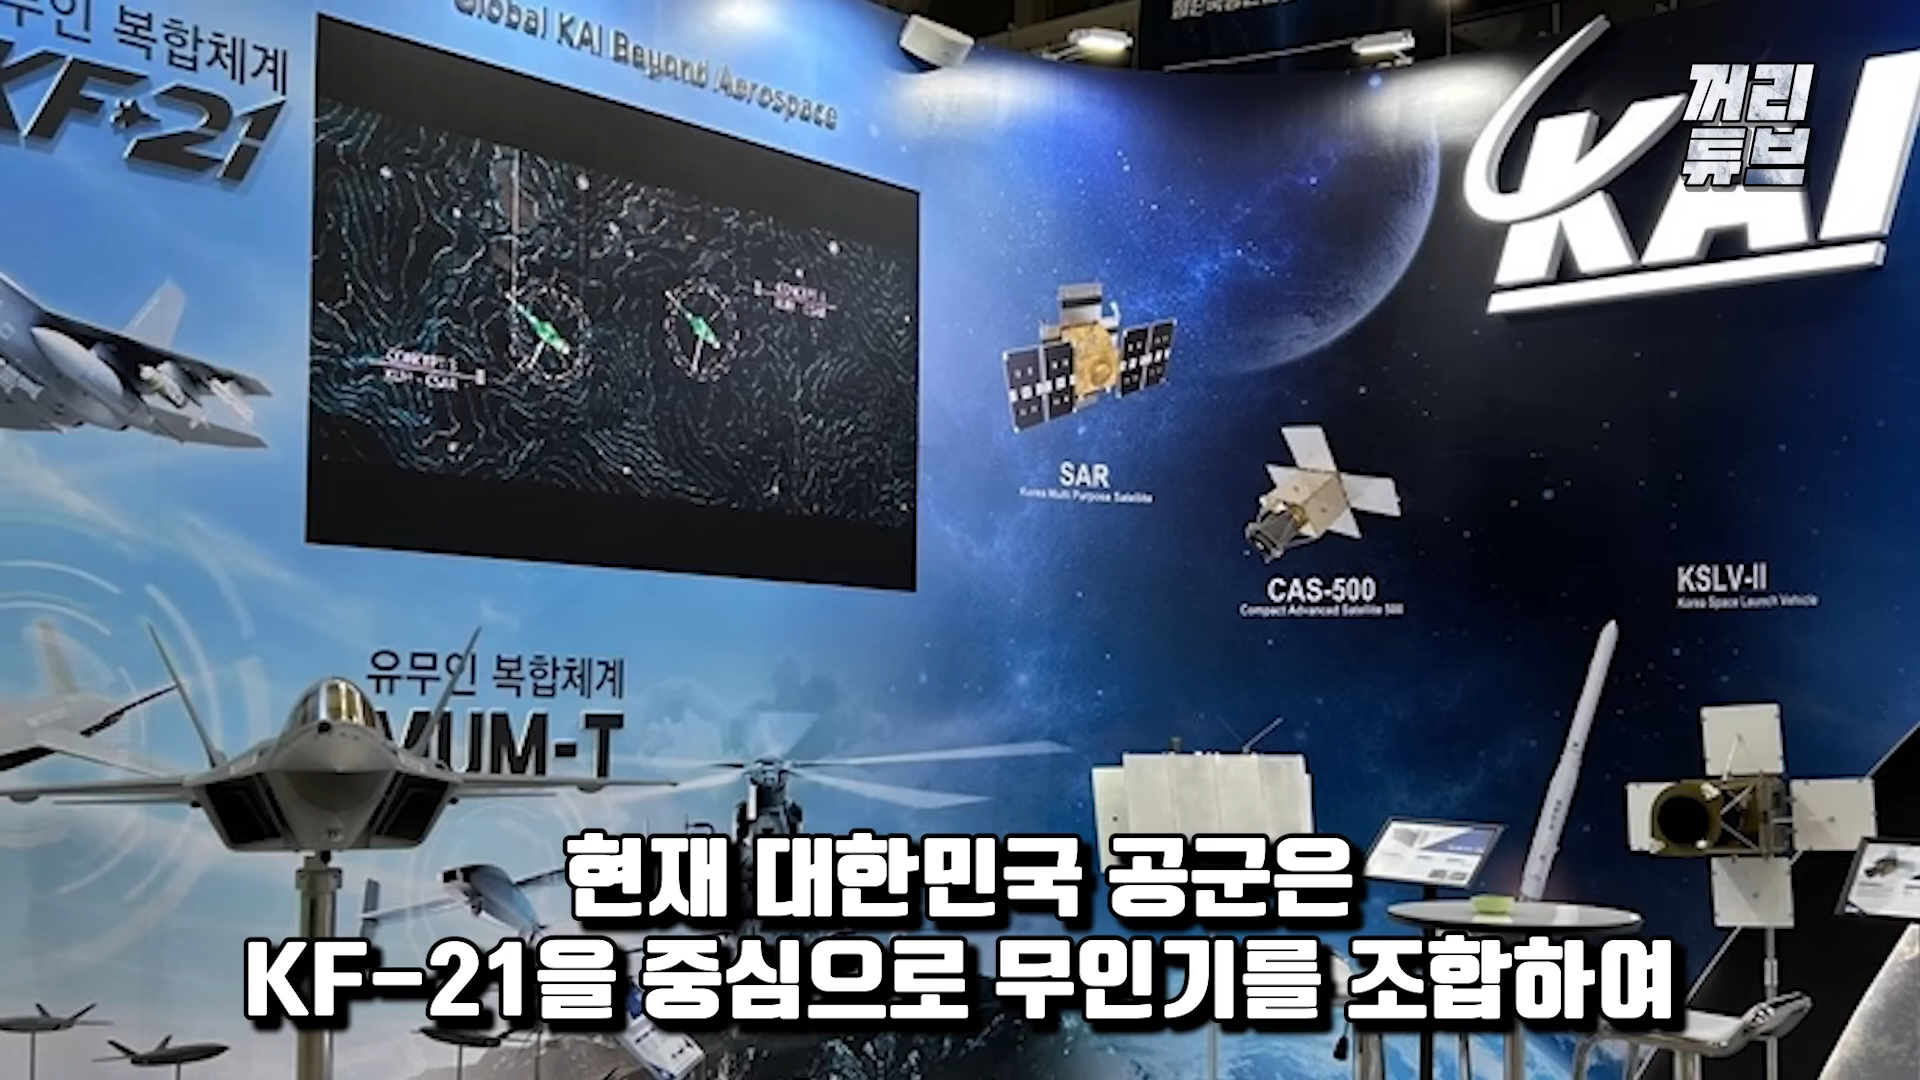 무인 복합체계
KF-21
Global KAI Beyond Aerospace
꺼리
튜브
KAI
SAR
Korea Multi Purpose Satellite
CAS-500
Compact Advanced Satellite 500
KSLV-II
Korea Space Launch Vehicle
유무인 복합체계
MUM-T
현재 대한민국 공군은
KF-21을 중심으로 무인기를 조합하여